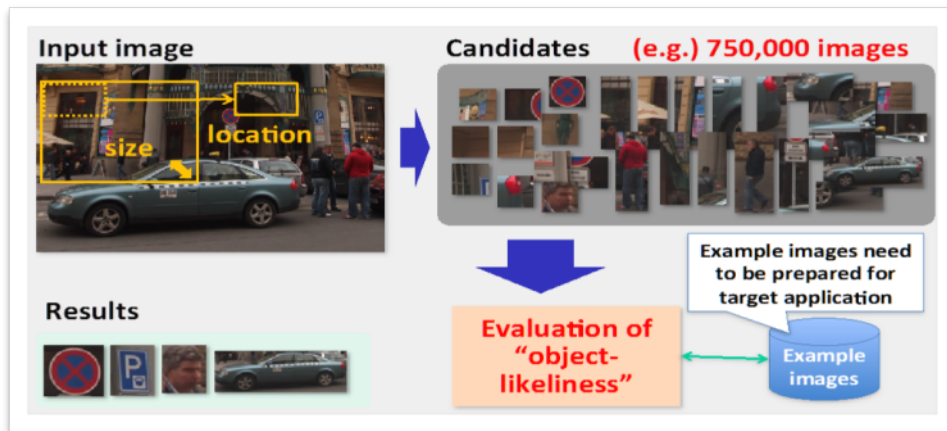 Input image
location
size
Candidates (e.g.) 750,000 images
Example images need
to be prepared for
target application
Evaluation of
“object-
likeliness”
Example
images
Results
P